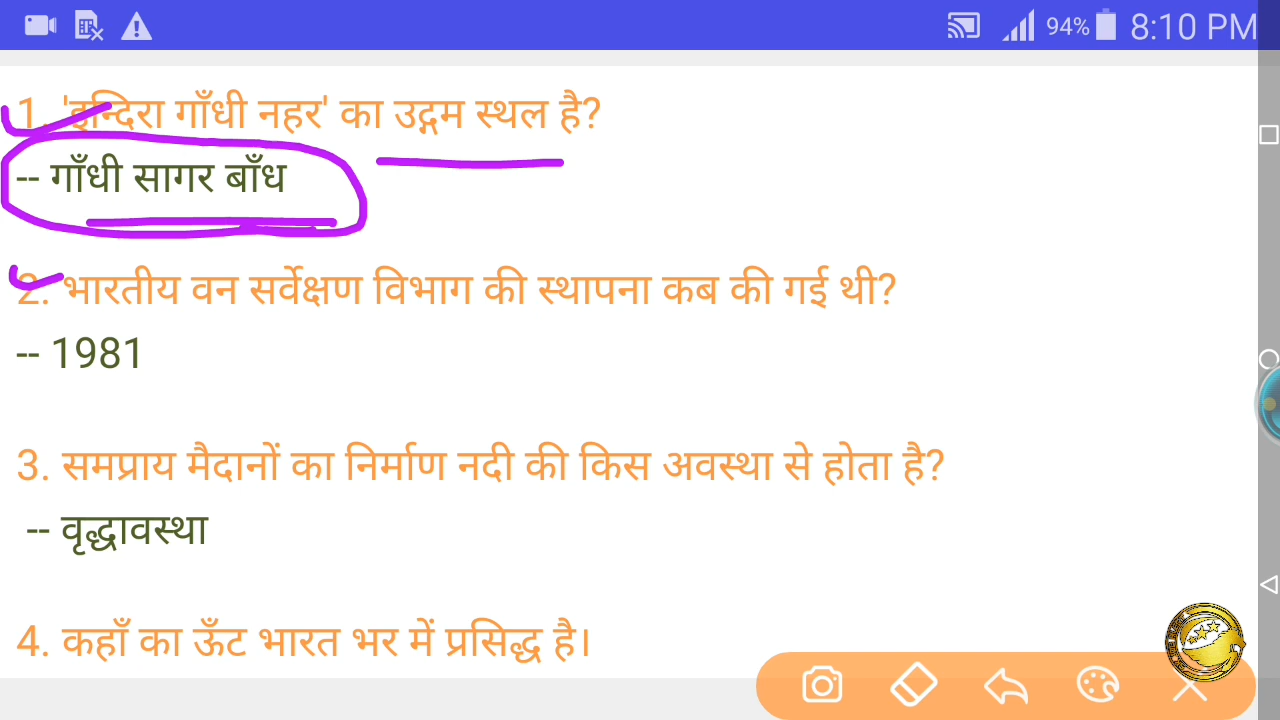 94% 8:10 PM
1. 'इन्दिरा गाँधी नहर' का उद्गम स्थल है?
-- गाँधी सागर बाँध
2. भारतीय वन सर्वेक्षण विभाग की स्थापना कब की गई थी?
-- 1981
3. समप्राय मैदानों का निर्माण नदी की किस अवस्था से होता है?
-- वृद्धावस्था
4. कहाँ का ऊँट भारत भर में प्रसिद्ध है।